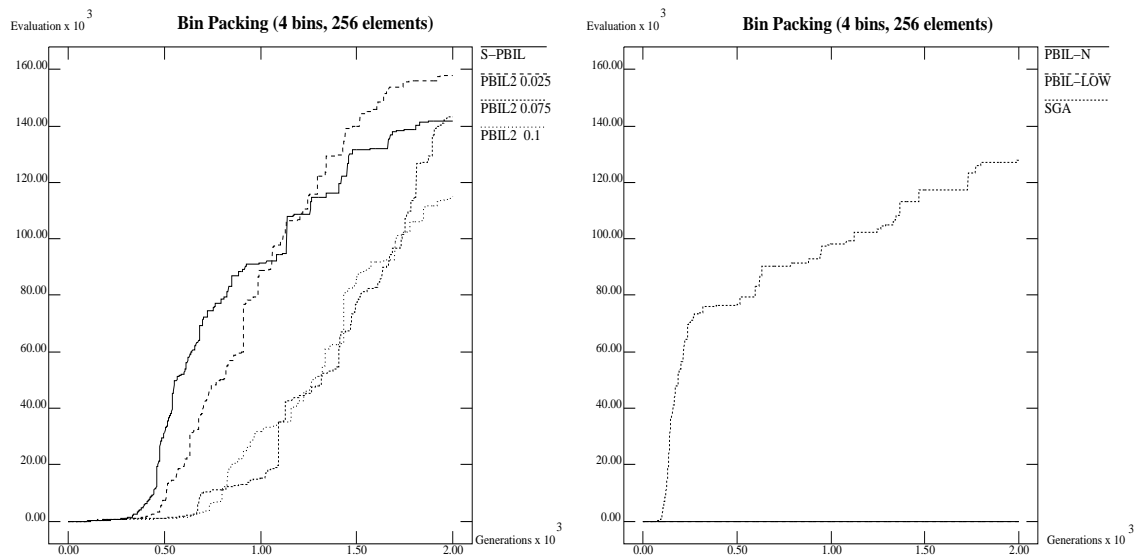 Evaluation x 10
3
Bin Packing (4 bins, 256 elements)
S-PBIL
PBIL2 0.025
PBIL2 0.075
PBIL2 0.1
160.00
140.00
120.00
100.00
80.00
60.00
40.00
20.00
0.00
0.00 0.50 1.00 1.50 2.00
Generations x 10
3
Evaluation x 10
3
Bin Packing (4 bins, 256 elements)
PBIL-N
PBIL-LOW
SGA
160.00
140.00
120.00
100.00
80.00
60.00
40.00
20.00
0.00
0.00 0.50 1.00 1.50 2.00
Generations x 10
3